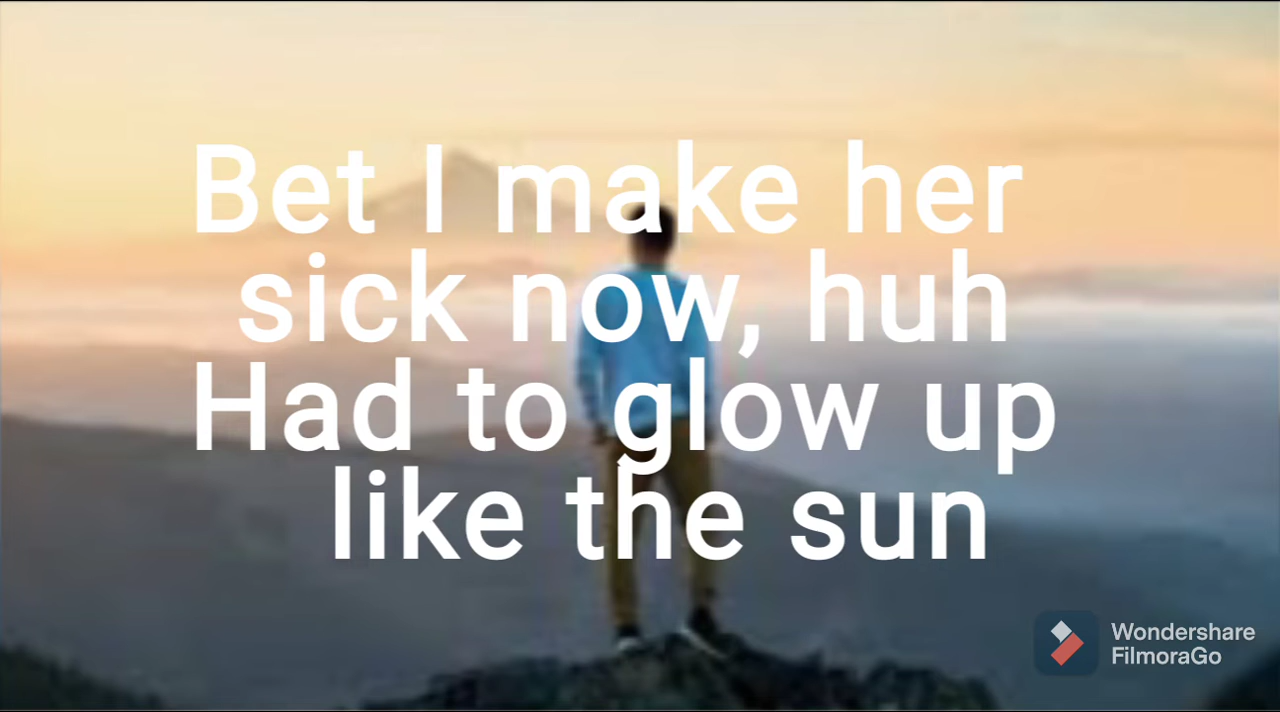 Bet I make her
sick now, huh
Had to glow up
like the sun
Wondershare
FilmoraGo